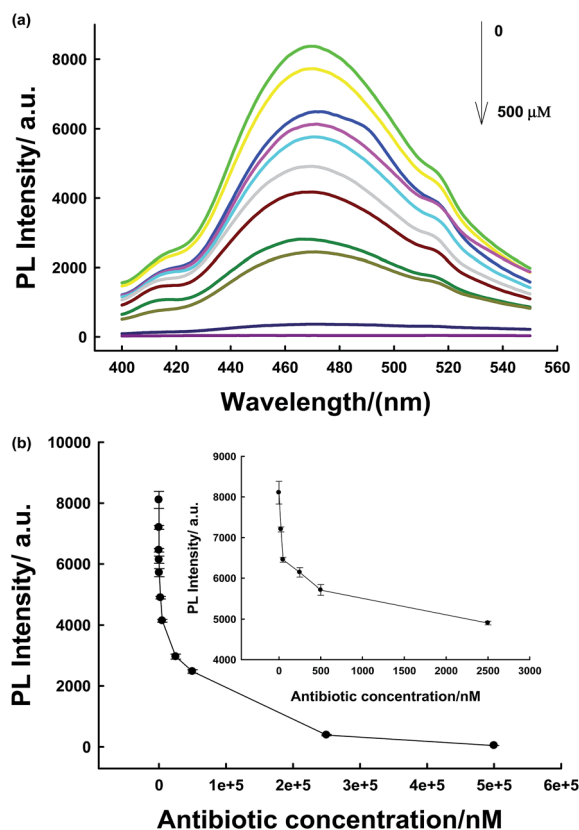 (a)
0
500 μM
PL Intensity/ a.u.
8000
6000
4000
2000
0
400 420 440 460 480 500 520 540 560
Wavelength/(nm)
(b)
PL Intensity/ a.u.
10000
8000
6000
4000
2000
0
0 1e+5 2e+5 3e+5 4e+5 5e+5 6e+5
Antibiotic concentration/nM
PL Intensity/ a.u.
9000
8000
7000
6000
5000
4000
0 500 1000 1500 2000 2500 3000
Antibiotic concentration/nM